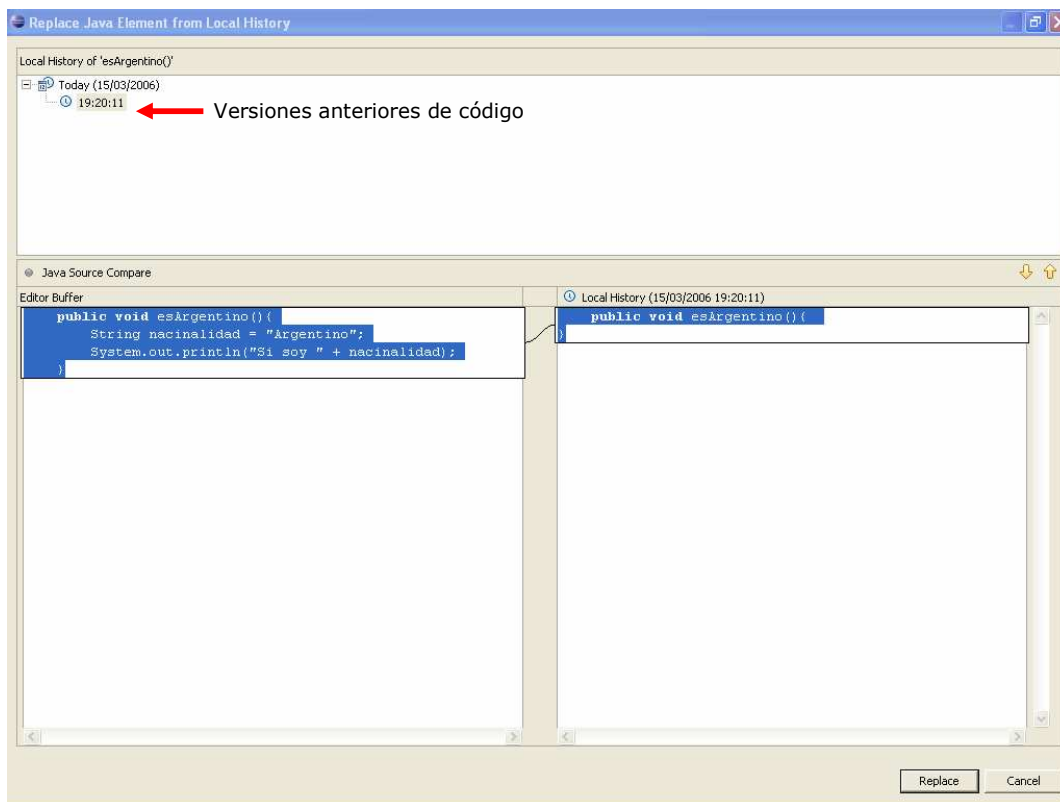 Replace Java Element from Local History
Local History of 'esArgentino()'
Today (15/03/2006)
19:20:11
Versiones anteriores de código
Java Source Compare
Editor Buffer
Local History (15/03/2006 19:20:11)
public void esArgentino(){
String nacinalidad = "Argentino";
System.out.println("Si soy " + nacinalidad);
}
public void esArgentino(){
}
Replace
Cancel